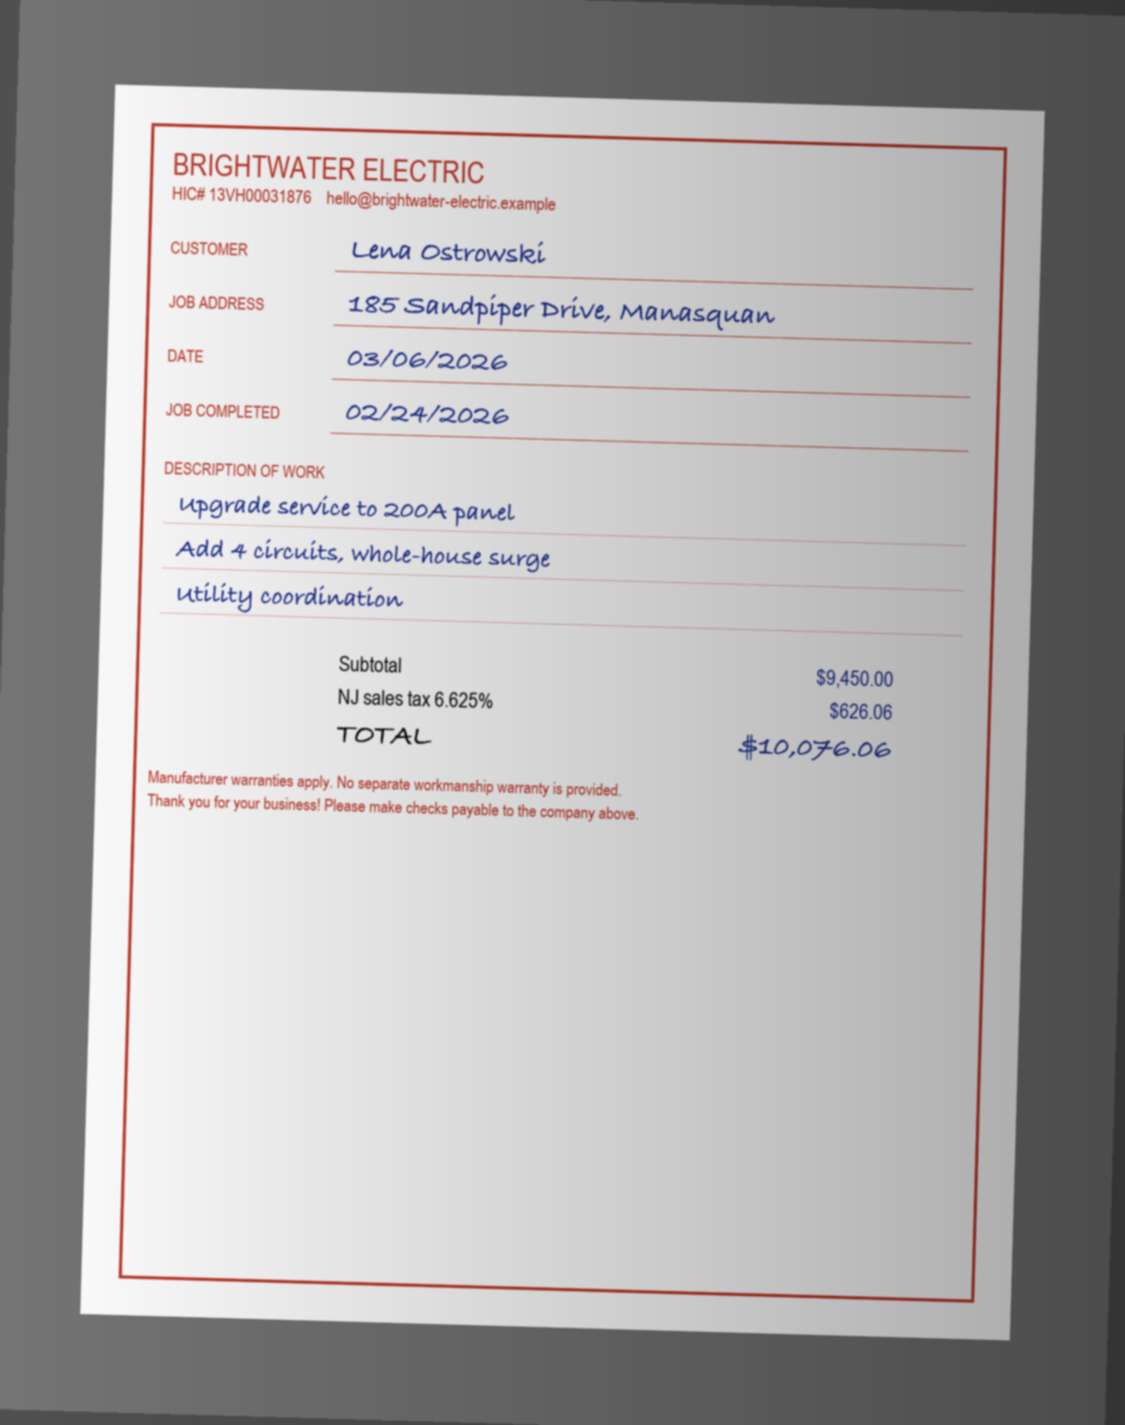 BRIGHTWATER ELECTRIC
HIC# 13VH00031876 hello@brightwater-electric.example
CUSTOMER Lena Ostrowski
JOB ADDRESS 185 Sandpiper Drive, Manasquan
DATE 03/06/2026
JOB COMPLETED 02/24/2026
DESCRIPTION OF WORK
Upgrade service to 200A panel
Add 4 circuits, whole-house surge
Utility coordination
Subtotal $9,450.00
NJ sales tax 6.625% $626.06
TOTAL $10,076.06
Manufacturer warranties apply. No separate workmanship warranty is provided.
Thank you for your business! Please make checks payable to the company above.